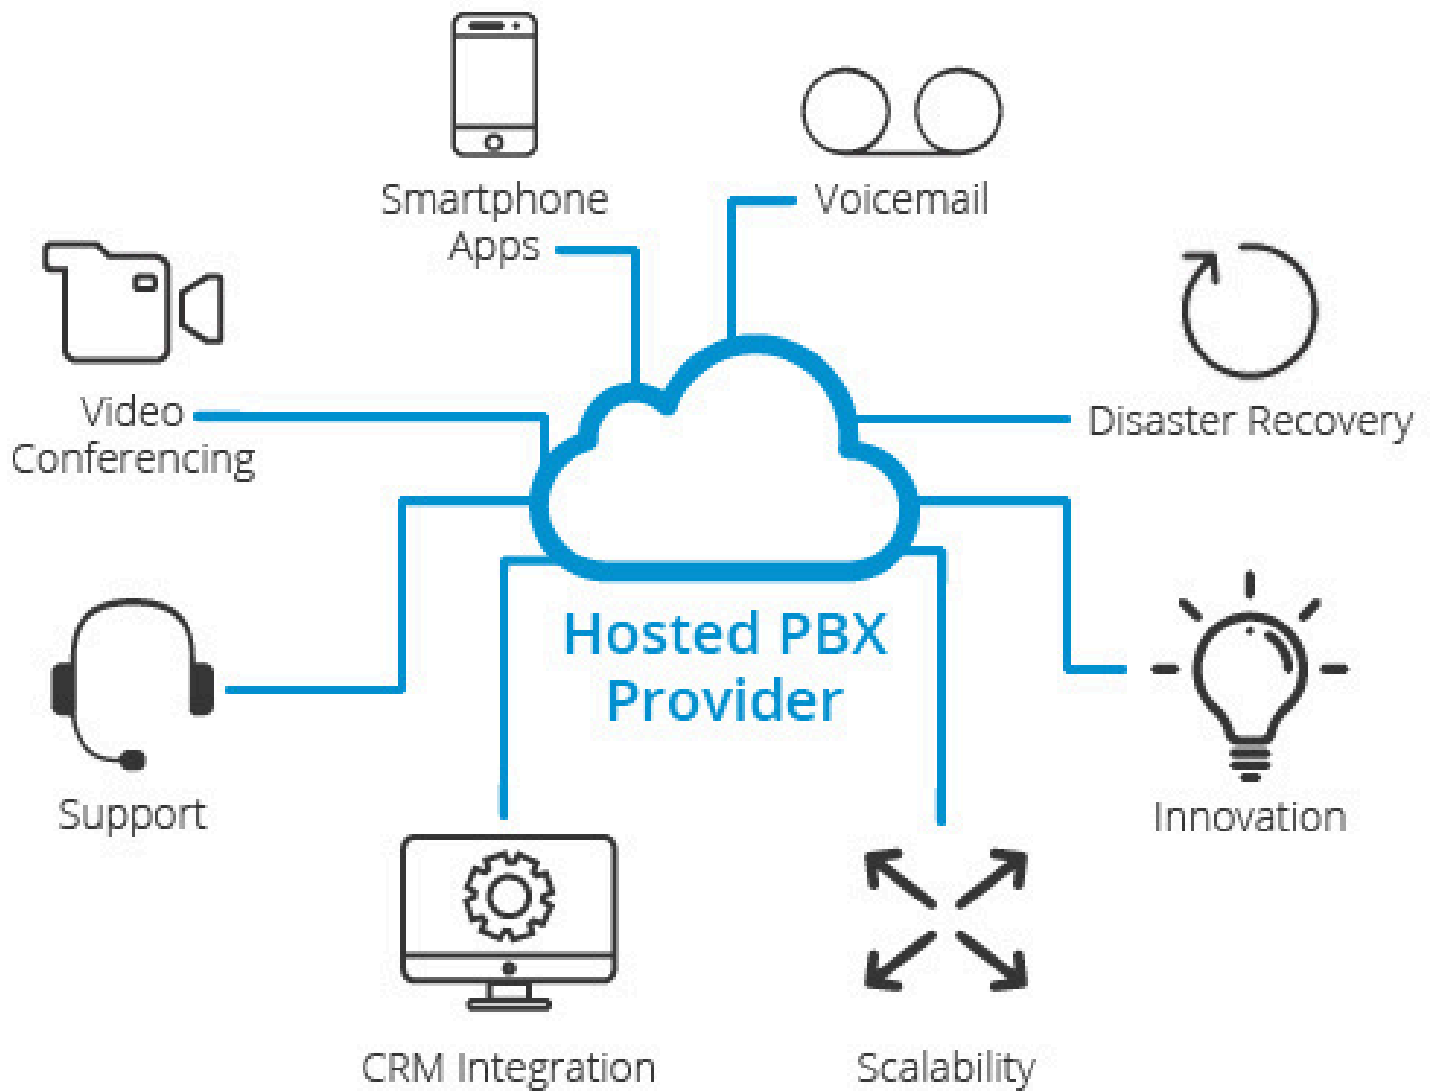 Smartphone
Apps
Voicemail
Video
Conferencing
Disaster Recovery
Hosted PBX
Provider
Support
Innovation
CRM Integration
Scalability